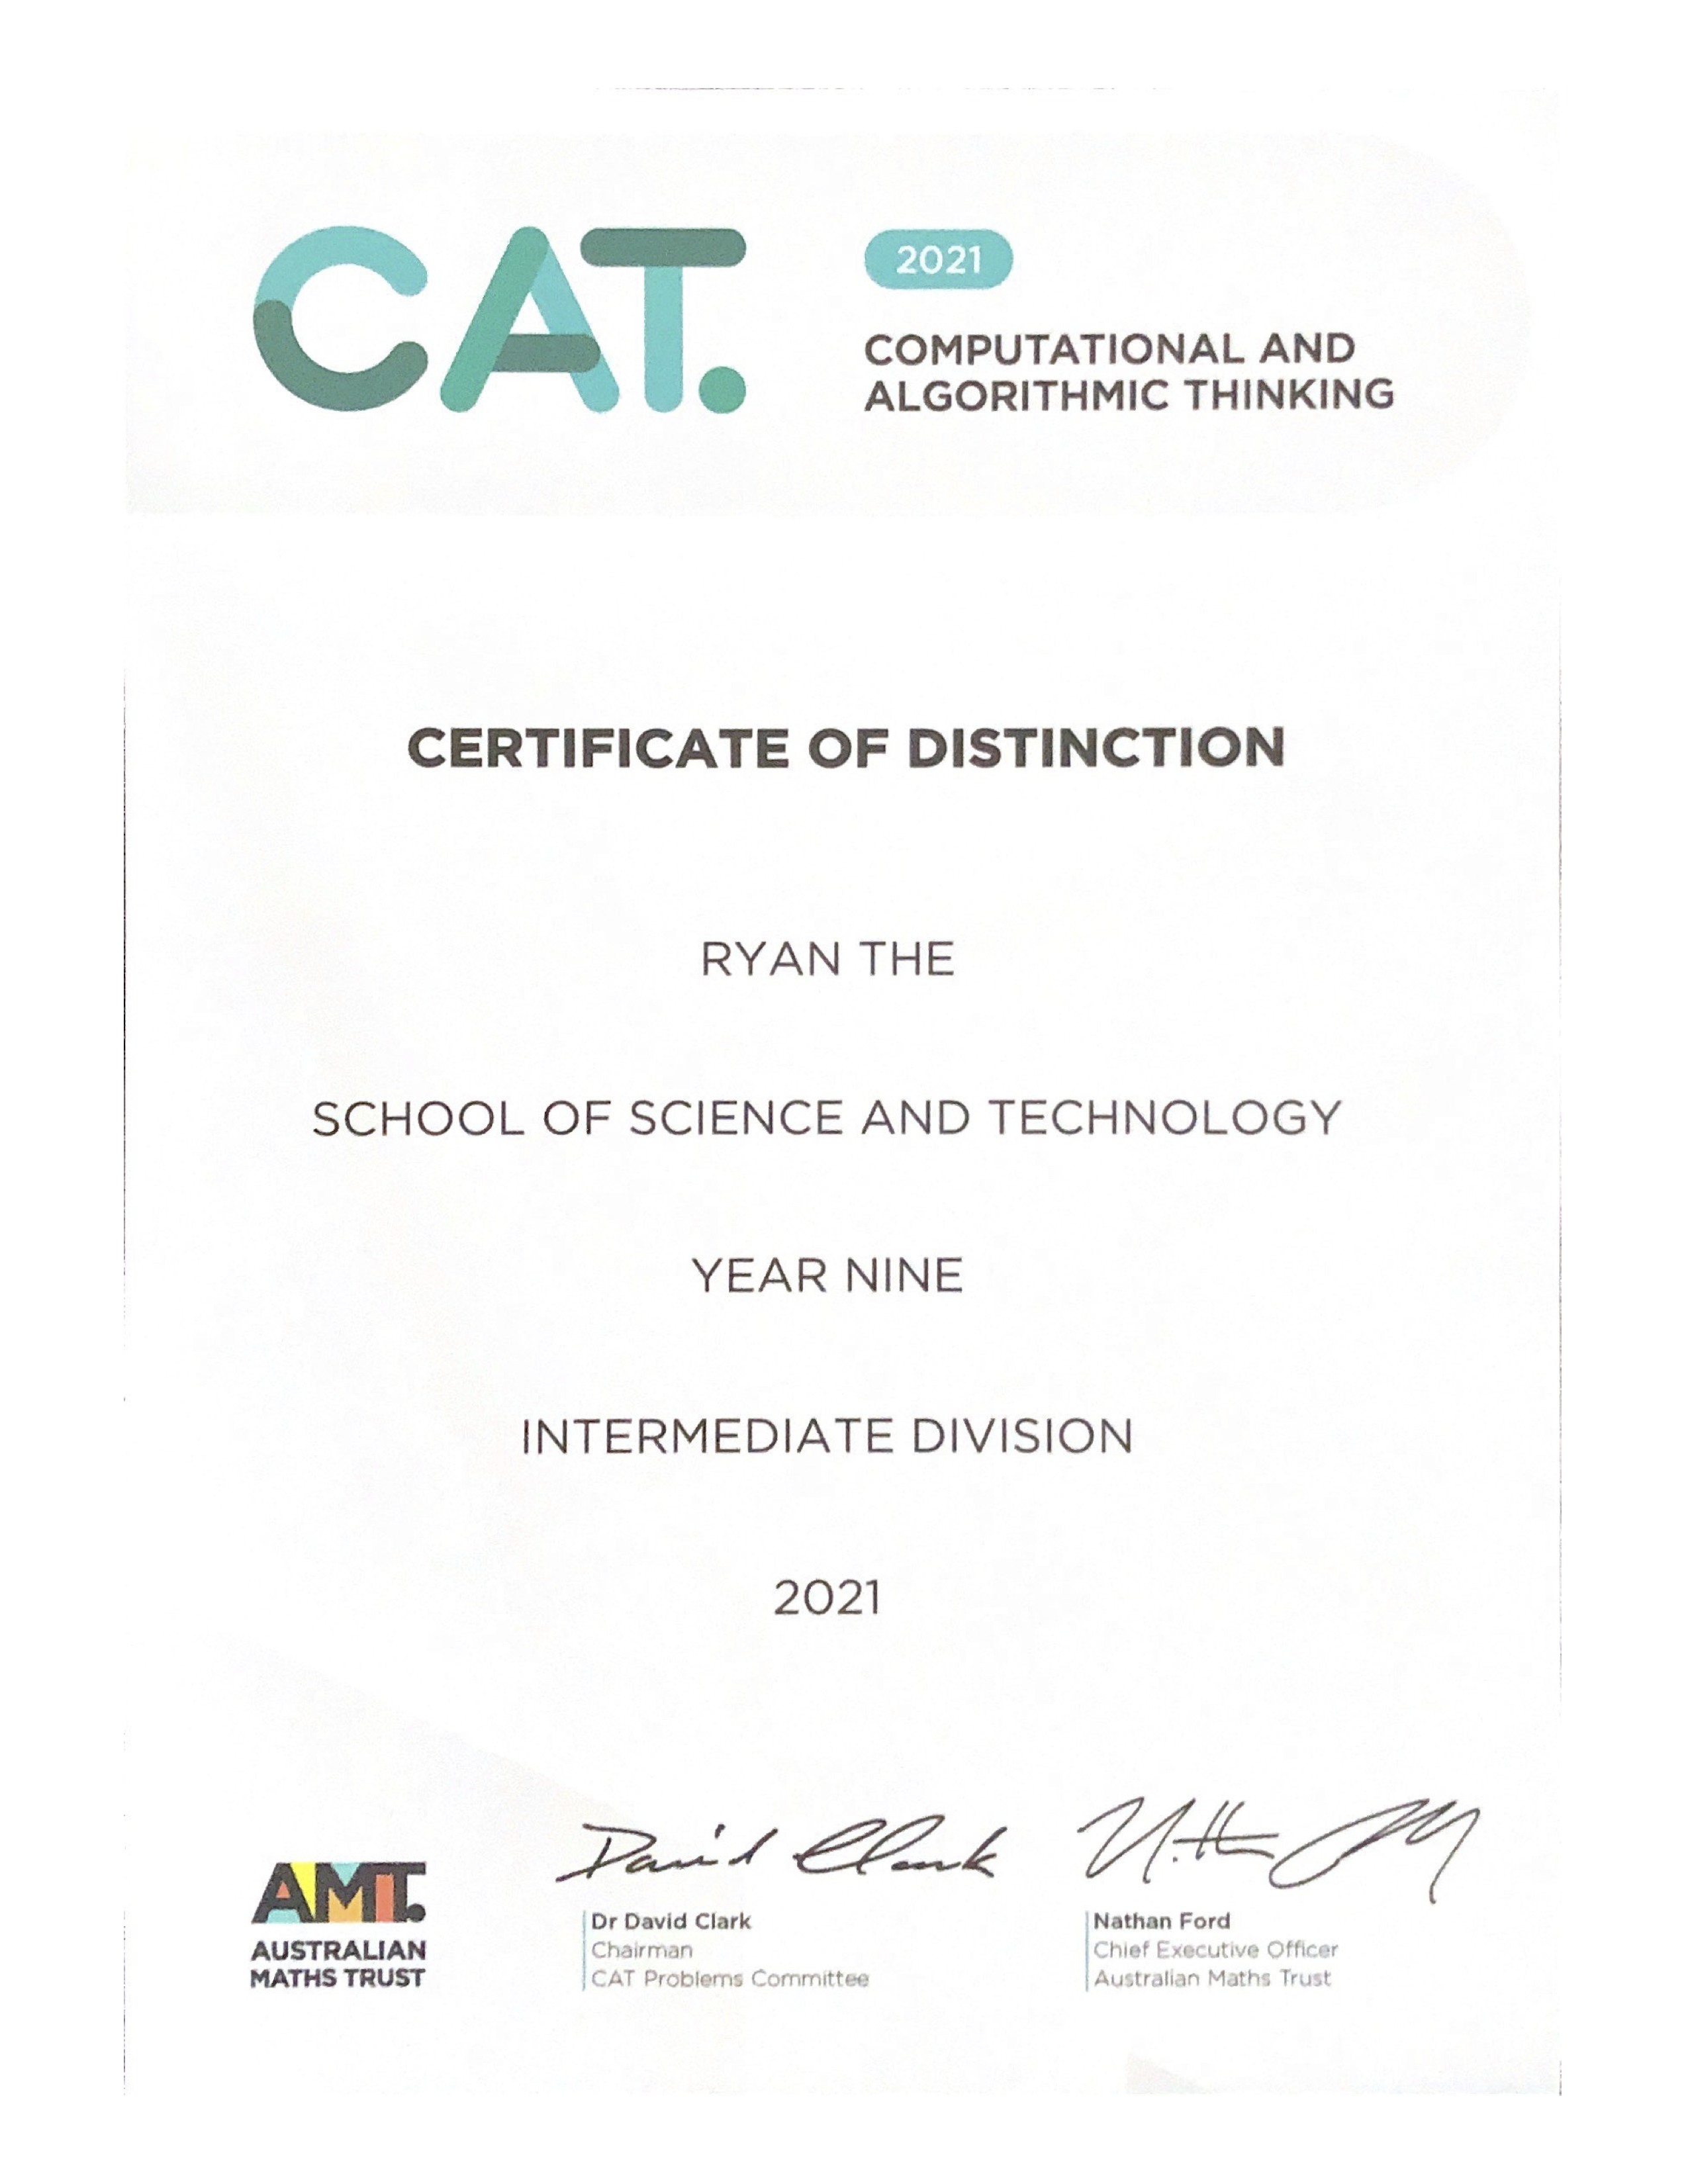 CAT.
2021
COMPUTATIONAL AND
ALGORITHMIC THINKING
CERTIFICATE OF DISTINCTION
RYAN THE
SCHOOL OF SCIENCE AND TECHNOLOGY
YEAR NINE
INTERMEDIATE DIVISION
2021
AMT.
AUSTRALIAN
MATHS TRUST
David Clark
Dr David Clark
Chairman
CAT Problems Committee
Nathan Ford
Chief Executive Officer
Australian Maths Trust